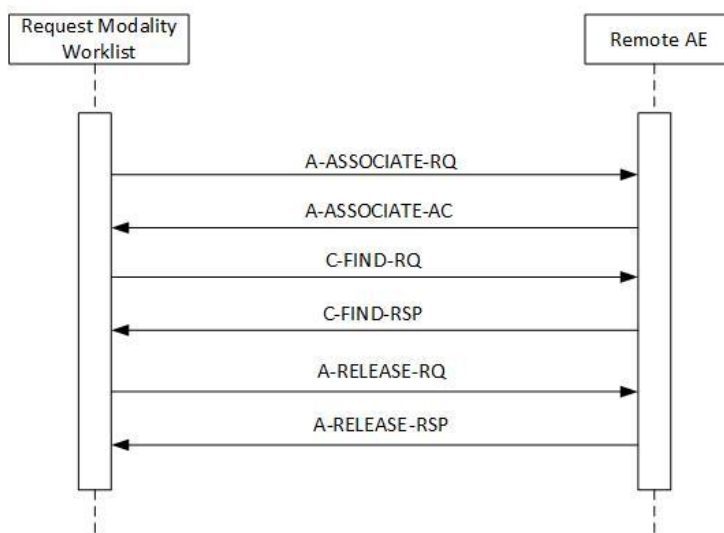 Request Modality
Worklist
Remote AE
A-ASSOCIATE-RQ
A-ASSOCIATE-AC
C-FIND-RQ
C-FIND-RSP
A-RELEASE-RQ
A-RELEASE-RSP